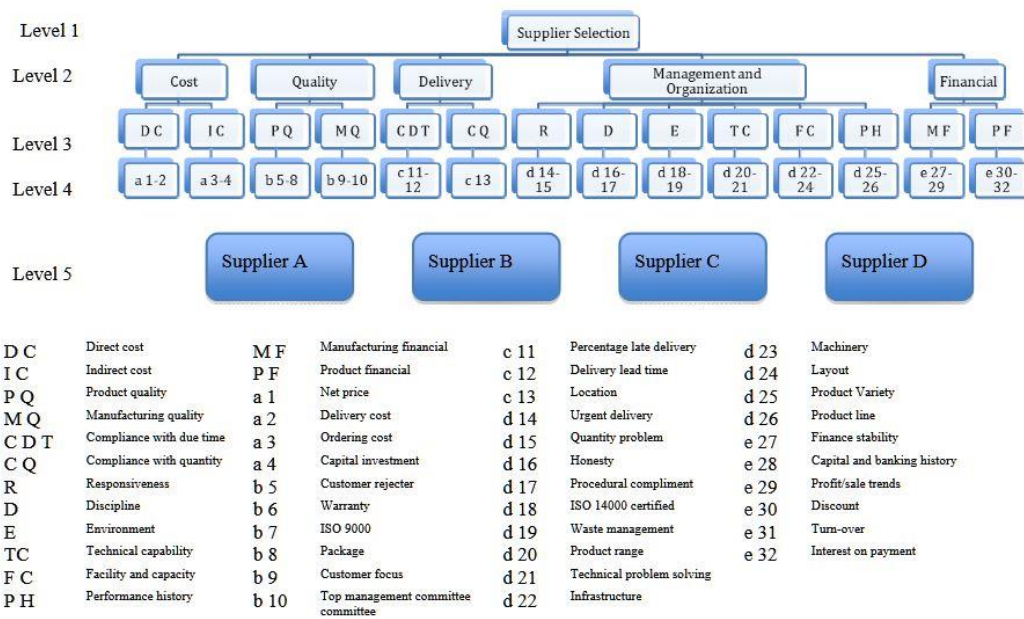 Level 1
Supplier Selection
Level 2
Cost
Quality
Delivery
Management and
Organization
Financial
Level 3
D C
I C
P Q
M Q
C D T
C Q
R
D
E
T C
F C
P H
M F
P F
Level 4
a 1-2
a 3-4
b 5-8
b 9-10
c 11-
12
c 13
d 14-
15
d 16-
17
d 18-
19
d 20-
21
d 22-
24
d 25-
26
e 27-
29
e 30-
32
Level 5
Supplier A
Supplier B
Supplier C
Supplier D
D C Direct cost
I C Indirect cost
P Q Product quality
M Q Manufacturing quality
C D T Compliance with due time
C Q Compliance with quantity
R Responsiveness
D Discipline
E Environment
TC Technical capability
F C Facility and capacity
P H Performance history
M F Manufacturing financial
P F Product financial
a 1 Net price
a 2 Delivery cost
a 3 Ordering cost
a 4 Capital investment
b 5 Customer rejecter
b 6 Warranty
b 7 ISO 9000
b 8 Package
b 9 Customer focus
b 10 Top management committee
committee
c 11 Percentage late delivery
c 12 Delivery lead time
c 13 Location
d 14 Urgent delivery
d 15 Quantity problem
d 16 Honesty
d 17 Procedural compliment
d 18 ISO 14000 certified
d 19 Waste management
d 20 Product range
d 21 Technical problem solving
d 22 Infrastructure
d 23 Machinery
d 24 Layout
d 25 Product Variety
d 26 Product line
e 27 Finance stability
e 28 Capital and banking history
e 29 Profit/sale trends
e 30 Discount
e 31 Turn-over
e 32 Interest on payment